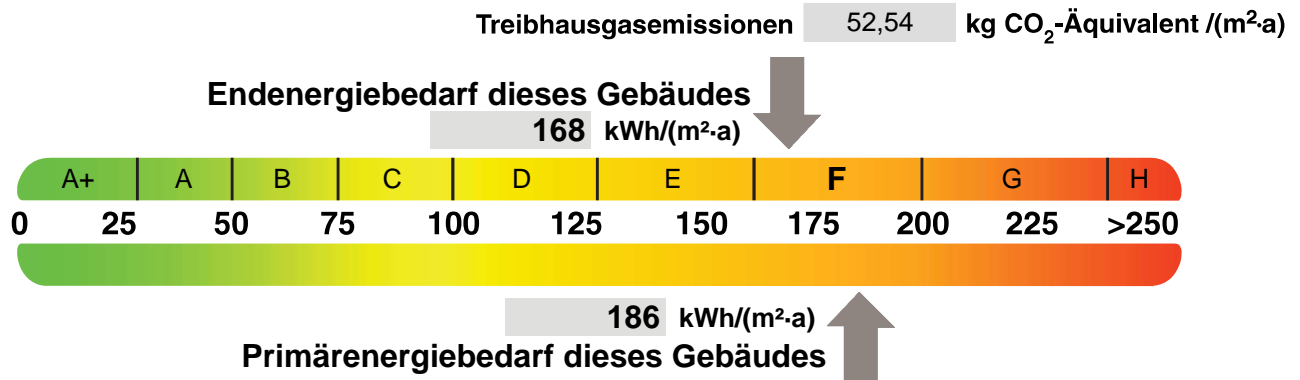 Treibhausgasemissionen 52,54 kg CO₂-Äquivalent /(m²·a)
Endenergiebedarf dieses Gebäudes
168 kWh/(m²·a)
A+ A B C D E F G H
0 25 50 75 100 125 150 175 200 225 >250
186 kWh/(m²·a)
Primärenergiebedarf dieses Gebäudes